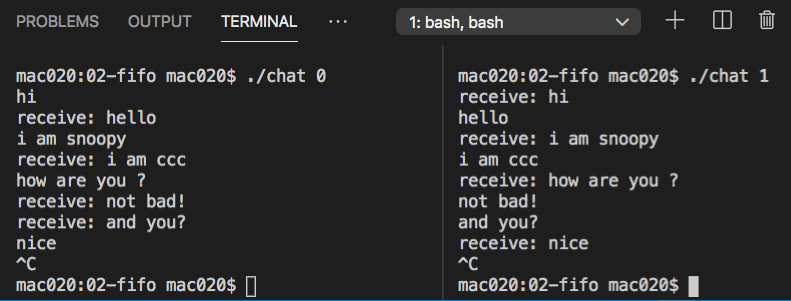 PROBLEMS OUTPUT TERMINAL ··· 1: bash, bash
mac020:02-fifo mac020$ ./chat 0
hi
receive: hello
i am snoopy
receive: i am ccc
how are you ?
receive: not bad!
receive: and you?
nice
^C
mac020:02-fifo mac020$
mac020:02-fifo mac020$ ./chat 1
receive: hi
hello
receive: i am snoopy
i am ccc
receive: how are you ?
not bad!
and you?
receive: nice
^C
mac020:02-fifo mac020$